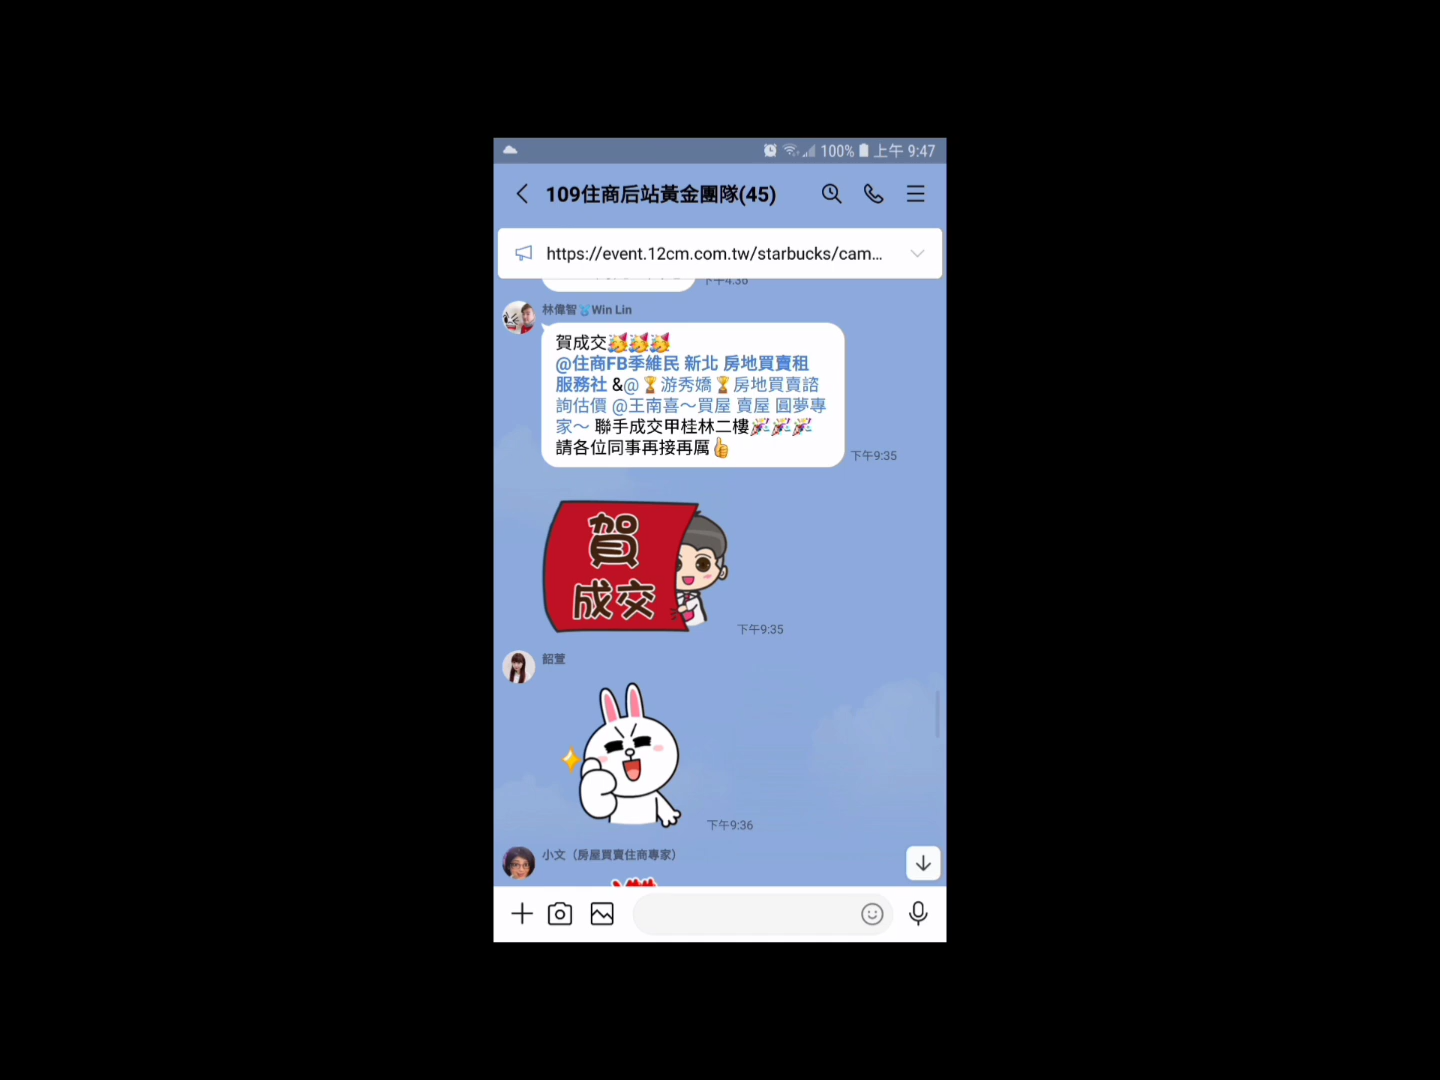 100% 上午 9:47
109住商后站黃金團隊(45)
https://event.12cm.com.tw/starbucks/cam...
下午4:36
林偉智🥈Win Lin
賀成交🥳🥳🥳
@住商FB季維民 新北 房地買賣租
服務社 &@🏆游秀嬌🏆房地買賣諮
詢估價 @王南喜～買屋 賣屋 圓夢專
家～ 聯手成交甲桂林二樓🎉🎉🎉
請各位同事再接再厲👍
下午9:35
賀
成交
下午9:35
韶萱
下午9:36
小文（房屋買賣住商專家）